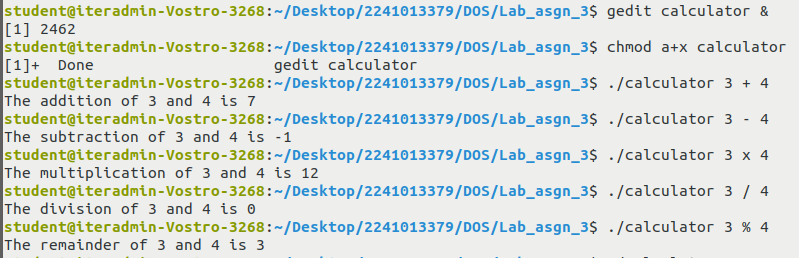 student@iteradmin-Vostro-3268:~/Desktop/2241013379/DOS/Lab_asgn_3$ gedit calculator &
[1] 2462
student@iteradmin-Vostro-3268:~/Desktop/2241013379/DOS/Lab_asgn_3$ chmod a+x calculator
[1]+  Done                    gedit calculator
student@iteradmin-Vostro-3268:~/Desktop/2241013379/DOS/Lab_asgn_3$ ./calculator 3 + 4
The addition of 3 and 4 is 7
student@iteradmin-Vostro-3268:~/Desktop/2241013379/DOS/Lab_asgn_3$ ./calculator 3 - 4
The subtraction of 3 and 4 is -1
student@iteradmin-Vostro-3268:~/Desktop/2241013379/DOS/Lab_asgn_3$ ./calculator 3 x 4
The multiplication of 3 and 4 is 12
student@iteradmin-Vostro-3268:~/Desktop/2241013379/DOS/Lab_asgn_3$ ./calculator 3 / 4
The division of 3 and 4 is 0
student@iteradmin-Vostro-3268:~/Desktop/2241013379/DOS/Lab_asgn_3$ ./calculator 3 % 4
The remainder of 3 and 4 is 3